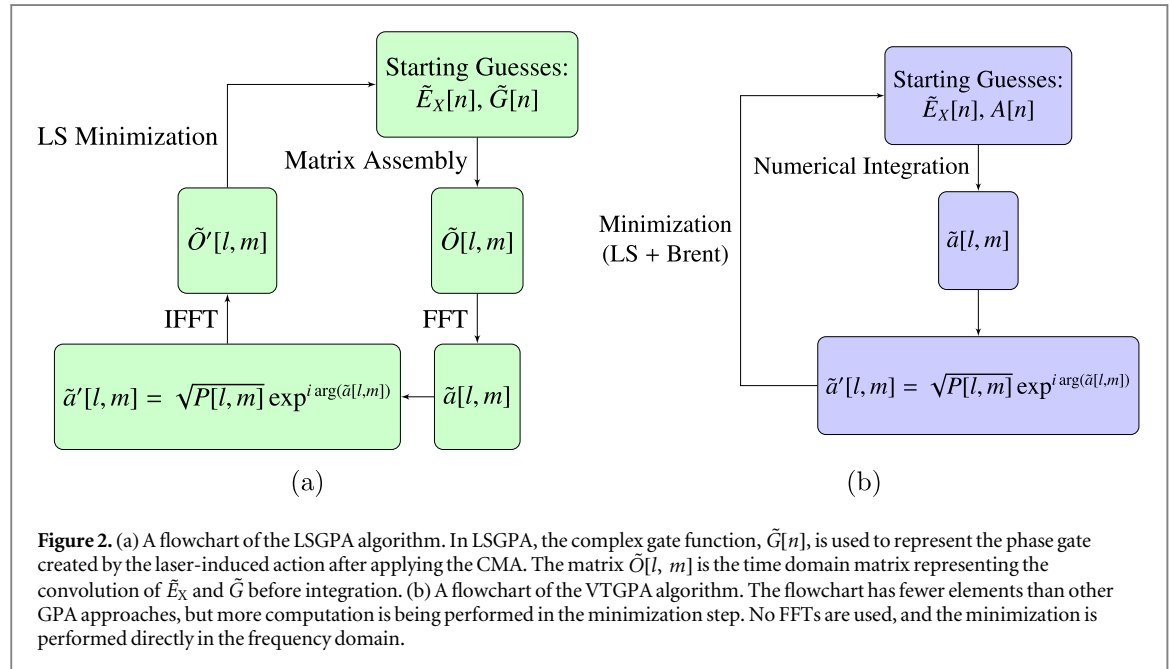 Starting Guesses:
Ẽ_X[n], G̃[n]
LS Minimization
Matrix Assembly
Õ′[l, m]
Õ[l, m]
IFFT
FFT
ã′[l, m] = √P[l, m] exp^{i arg(ã[l,m])}
ã[l, m]
(a)
Starting Guesses:
Ẽ_X[n], A[n]
Numerical Integration
Minimization
(LS + Brent)
ã[l, m]
ã′[l, m] = √P[l, m] exp^{i arg(ã[l,m])}
(b)
Figure 2. (a) A flowchart of the LSGPA algorithm. In LSGPA, the complex gate function, G̃[n], is used to represent the phase gate
created by the laser-induced action after applying the CMA. The matrix Õ[l, m] is the time domain matrix representing the
convolution of Ẽ_X and G̃ before integration. (b) A flowchart of the VTGPA algorithm. The flowchart has fewer elements than other
GPA approaches, but more computation is being performed in the minimization step. No FFTs are used, and the minimization is
performed directly in the frequency domain.